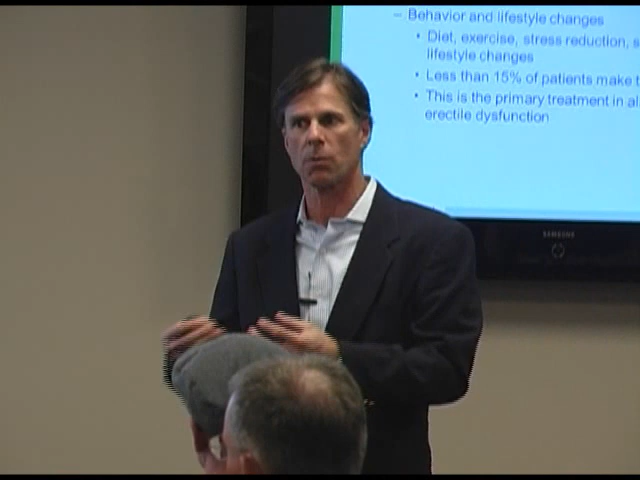 – Behavior and lifestyle changes
• Diet, exercise, stress reduction, s
lifestyle changes
• Less than 15% of patients make t
• This is the primary treatment in al
erectile dysfunction
SAMSUNG